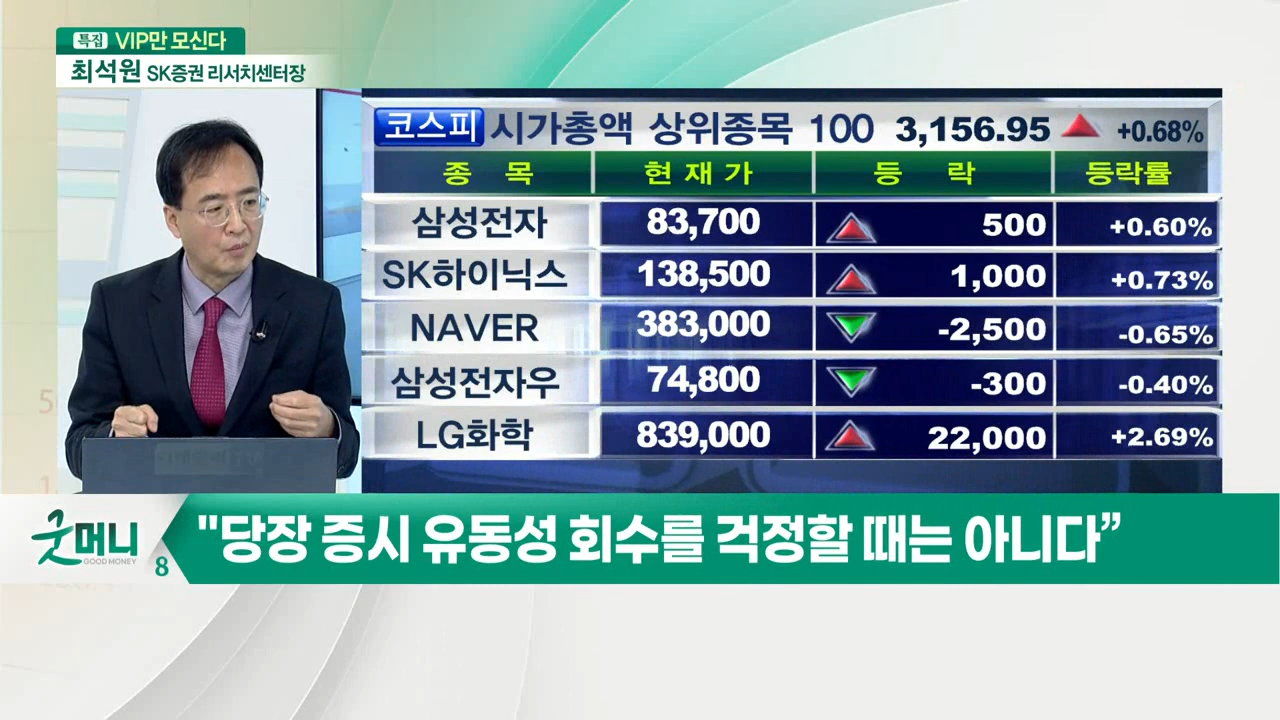 특집 VIP만 모신다
최석원 SK증권 리서치센터장
코스피 시가총액 상위종목 100 3,156.95 ▲ +0.68%
종 목 현 재 가 등 락 등락률
삼성전자 83,700 ▲ 500 +0.60%
SK하이닉스 138,500 ▲ 1,000 +0.73%
NAVER 383,000 ▼ -2,500 -0.65%
삼성전자우 74,800 ▼ -300 -0.40%
LG화학 839,000 ▲ 22,000 +2.69%
5
1
굿머니
GOOD MONEY
8
"당장 증시 유동성 회수를 걱정할 때는 아니다”